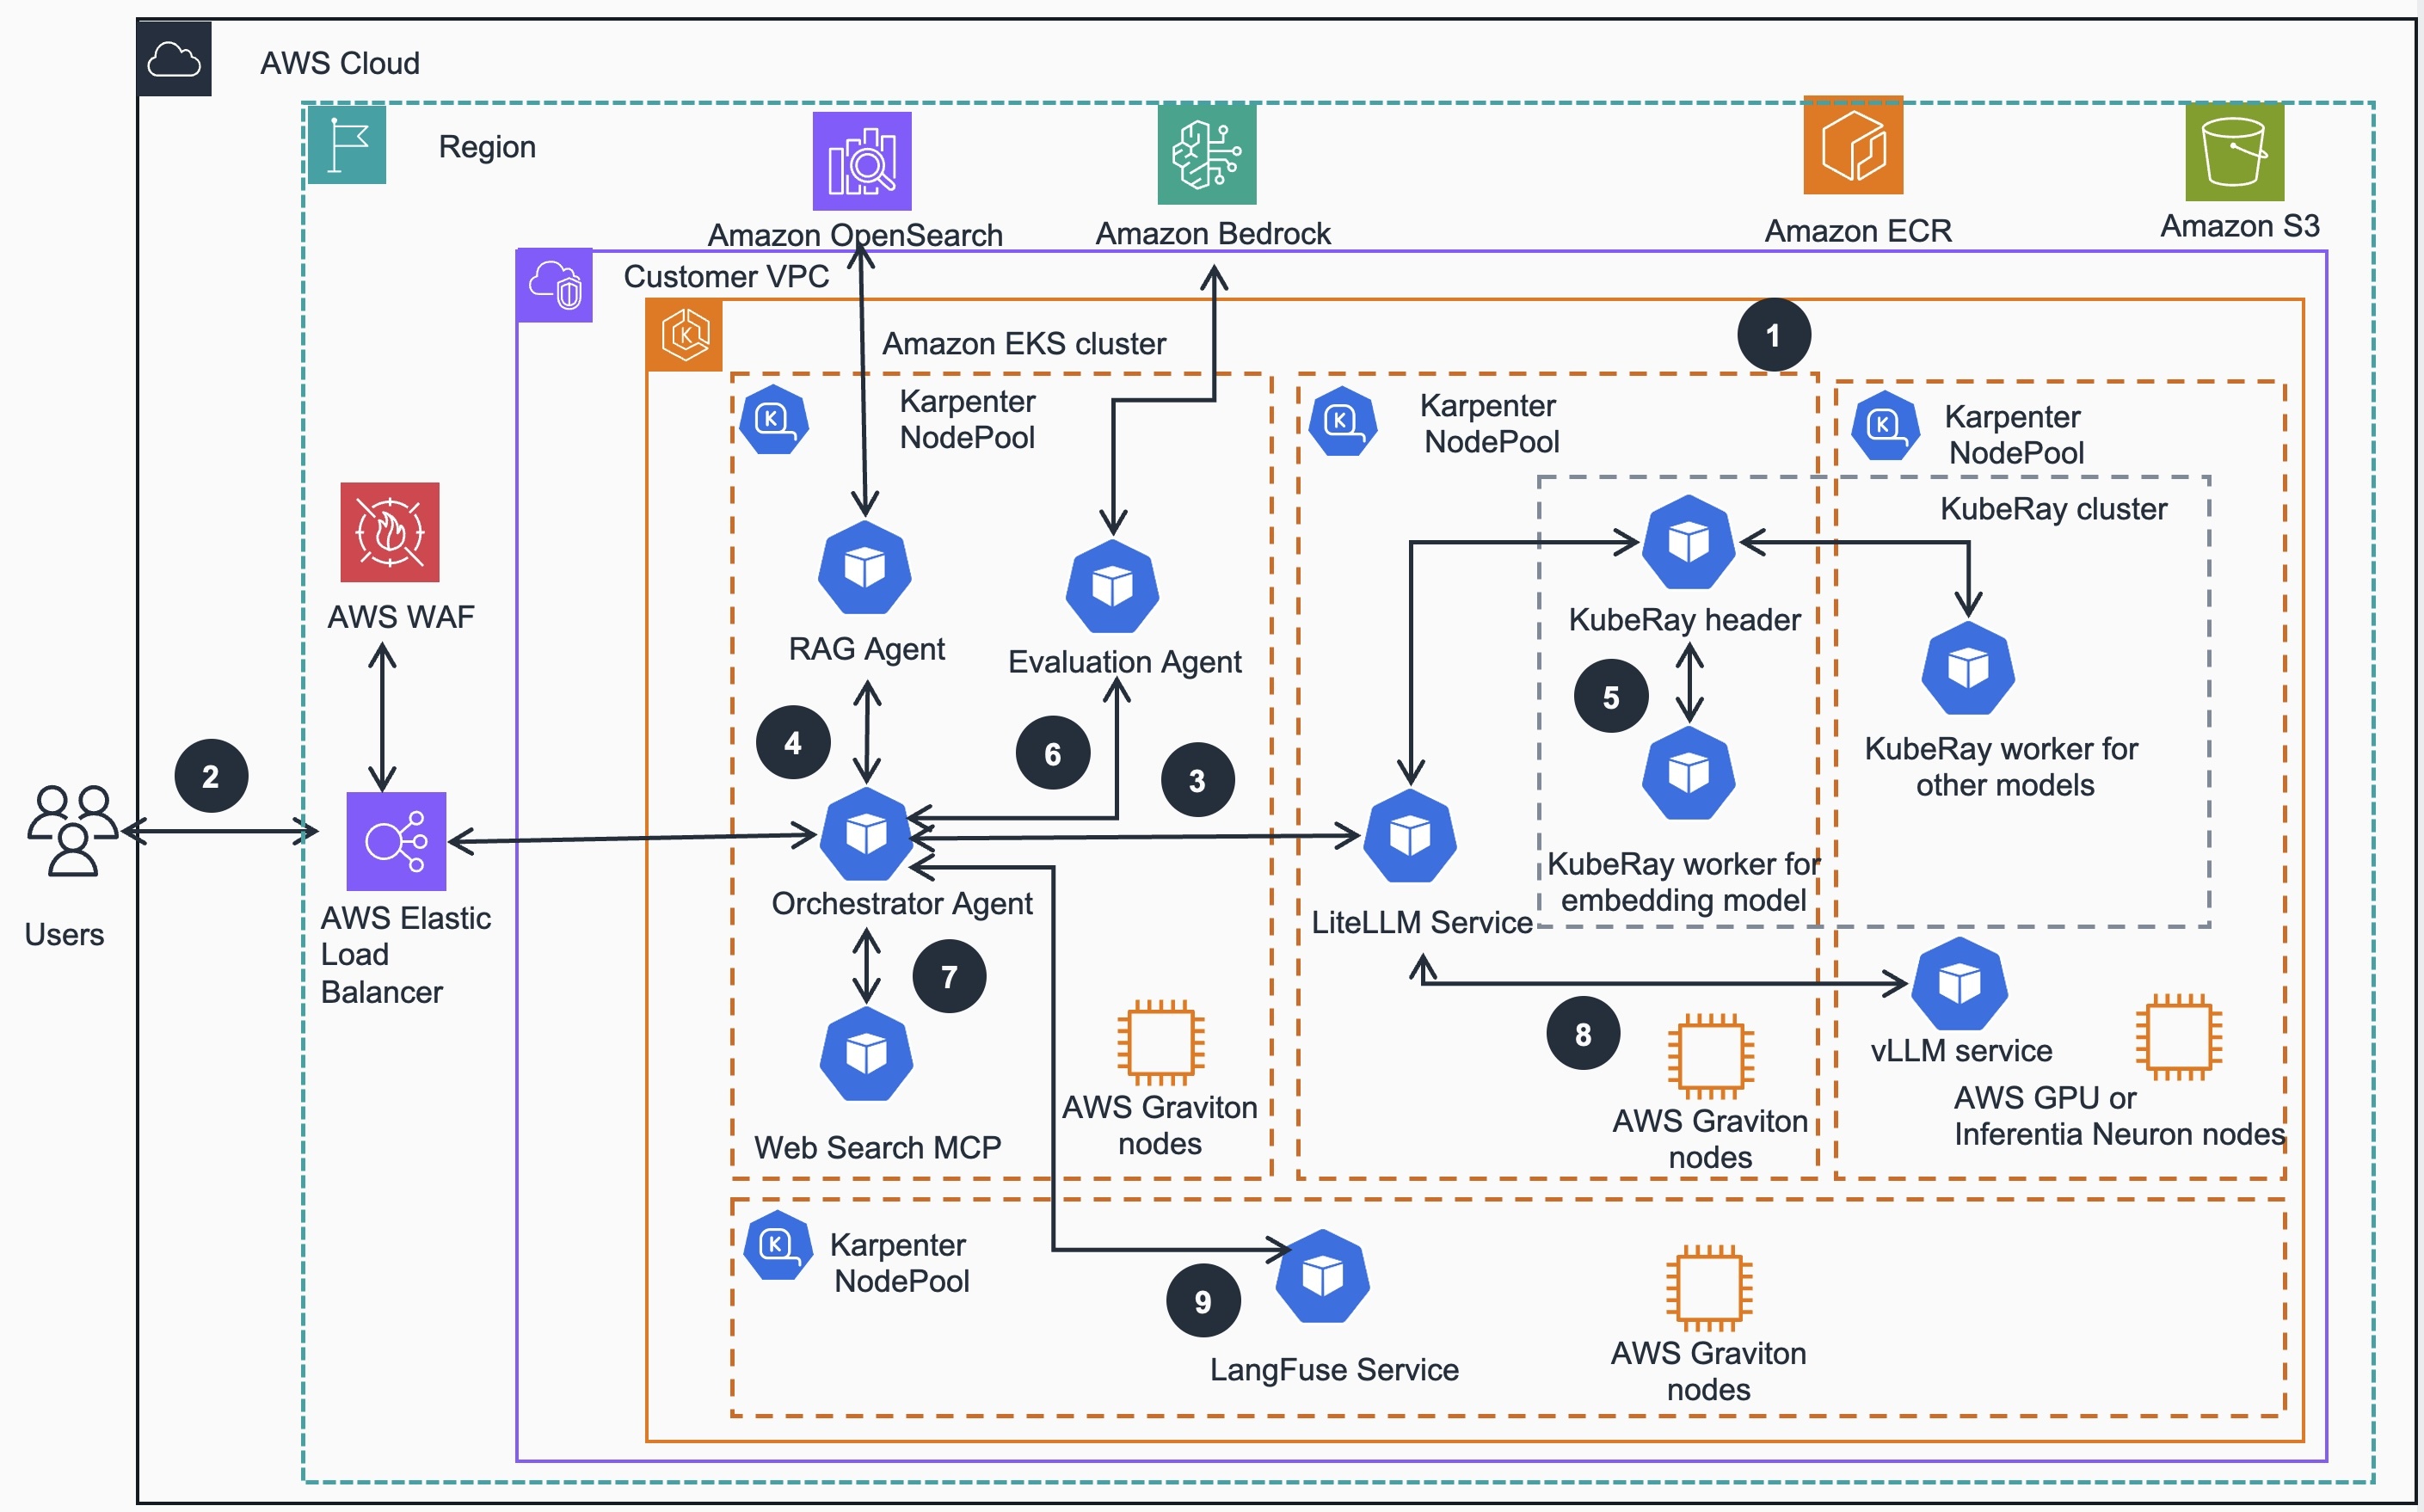 AWS Cloud
Region
Amazon OpenSearch
Amazon Bedrock
Amazon ECR
Amazon S3
Customer VPC
Amazon EKS cluster
1
Karpenter
NodePool
Karpenter
NodePool
Karpenter
NodePool
KubeRay cluster
AWS WAF
RAG Agent
Evaluation Agent
KubeRay header
KubeRay worker for
other models
2
4
6
3
5
Users
AWS Elastic
Load
Balancer
Orchestrator Agent
LiteLLM Service
KubeRay worker for
embedding model
7
8
vLLM service
Web Search MCP
AWS Graviton
nodes
AWS Graviton
nodes
AWS GPU or
Inferentia Neuron nodes
Karpenter
NodePool
9
LangFuse Service
AWS Graviton
nodes
K
K
K
K
K